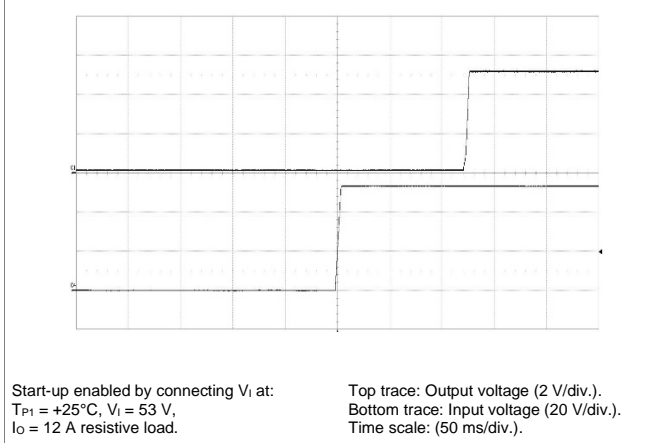 Start-up enabled by connecting VI at:
TP1 = +25°C, VI = 53 V,
IO = 12 A resistive load.
Top trace: Output voltage (2 V/div.).
Bottom trace: Input voltage (20 V/div.).
Time scale: (50 ms/div.).